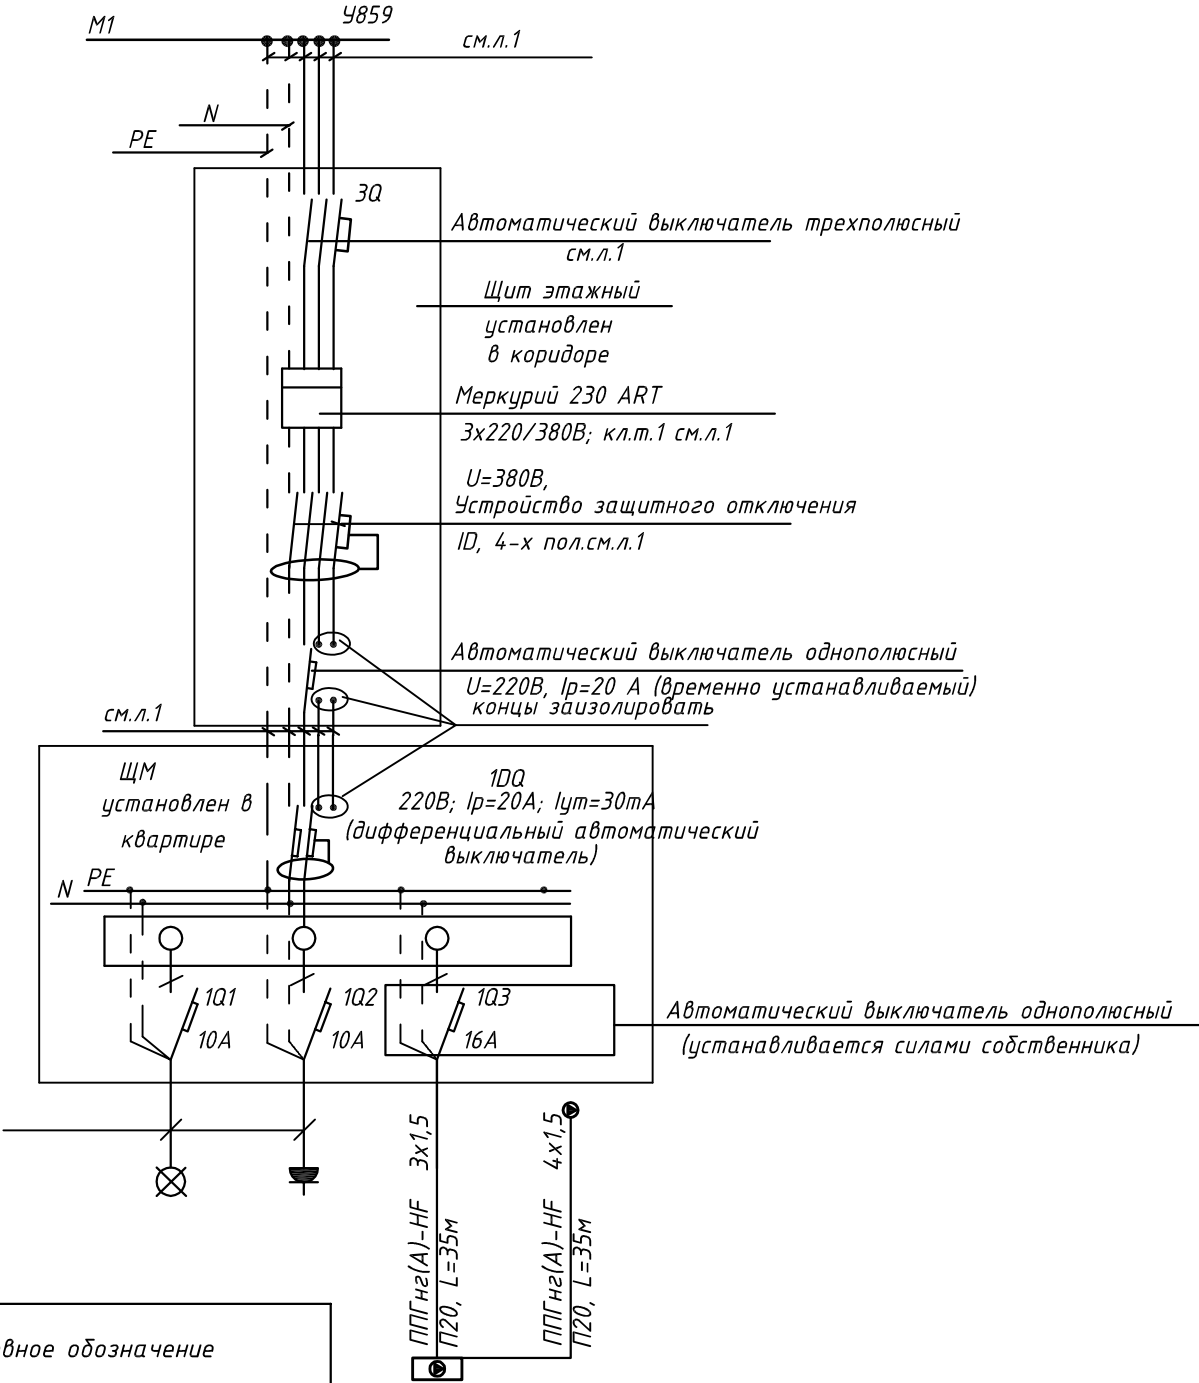 М1
У859
см.л.1
N
PE
3Q
Автоматический выключатель трехполюсный
см.л.1
Щит этажный
установлен
в коридоре
Меркурий 230 ART
3х220/380В; кл.т.1 см.л.1
U=380В,
Устройство защитного отключения
ID, 4-х пол.см.л.1
Автоматический выключатель однополюсный
U=220В, Iр=20 А (временно устанавливаемый)
концы заизолировать
см.л.1
ЩМ
установлен в
квартире
1DQ
220В; Iр=20А; Iут=30mA
(дифференциальный автоматический
выключатель)
PE
N
1Q1
10А
1Q2
10А
1Q3
16А
Автоматический выключатель однополюсный
(устанавливается силами собственника)
ППГнг(А)-HF 3х1,5
П20, L=35м
ППГнг(А)-HF 4х1,5
П20, L=35м
вное обозначение